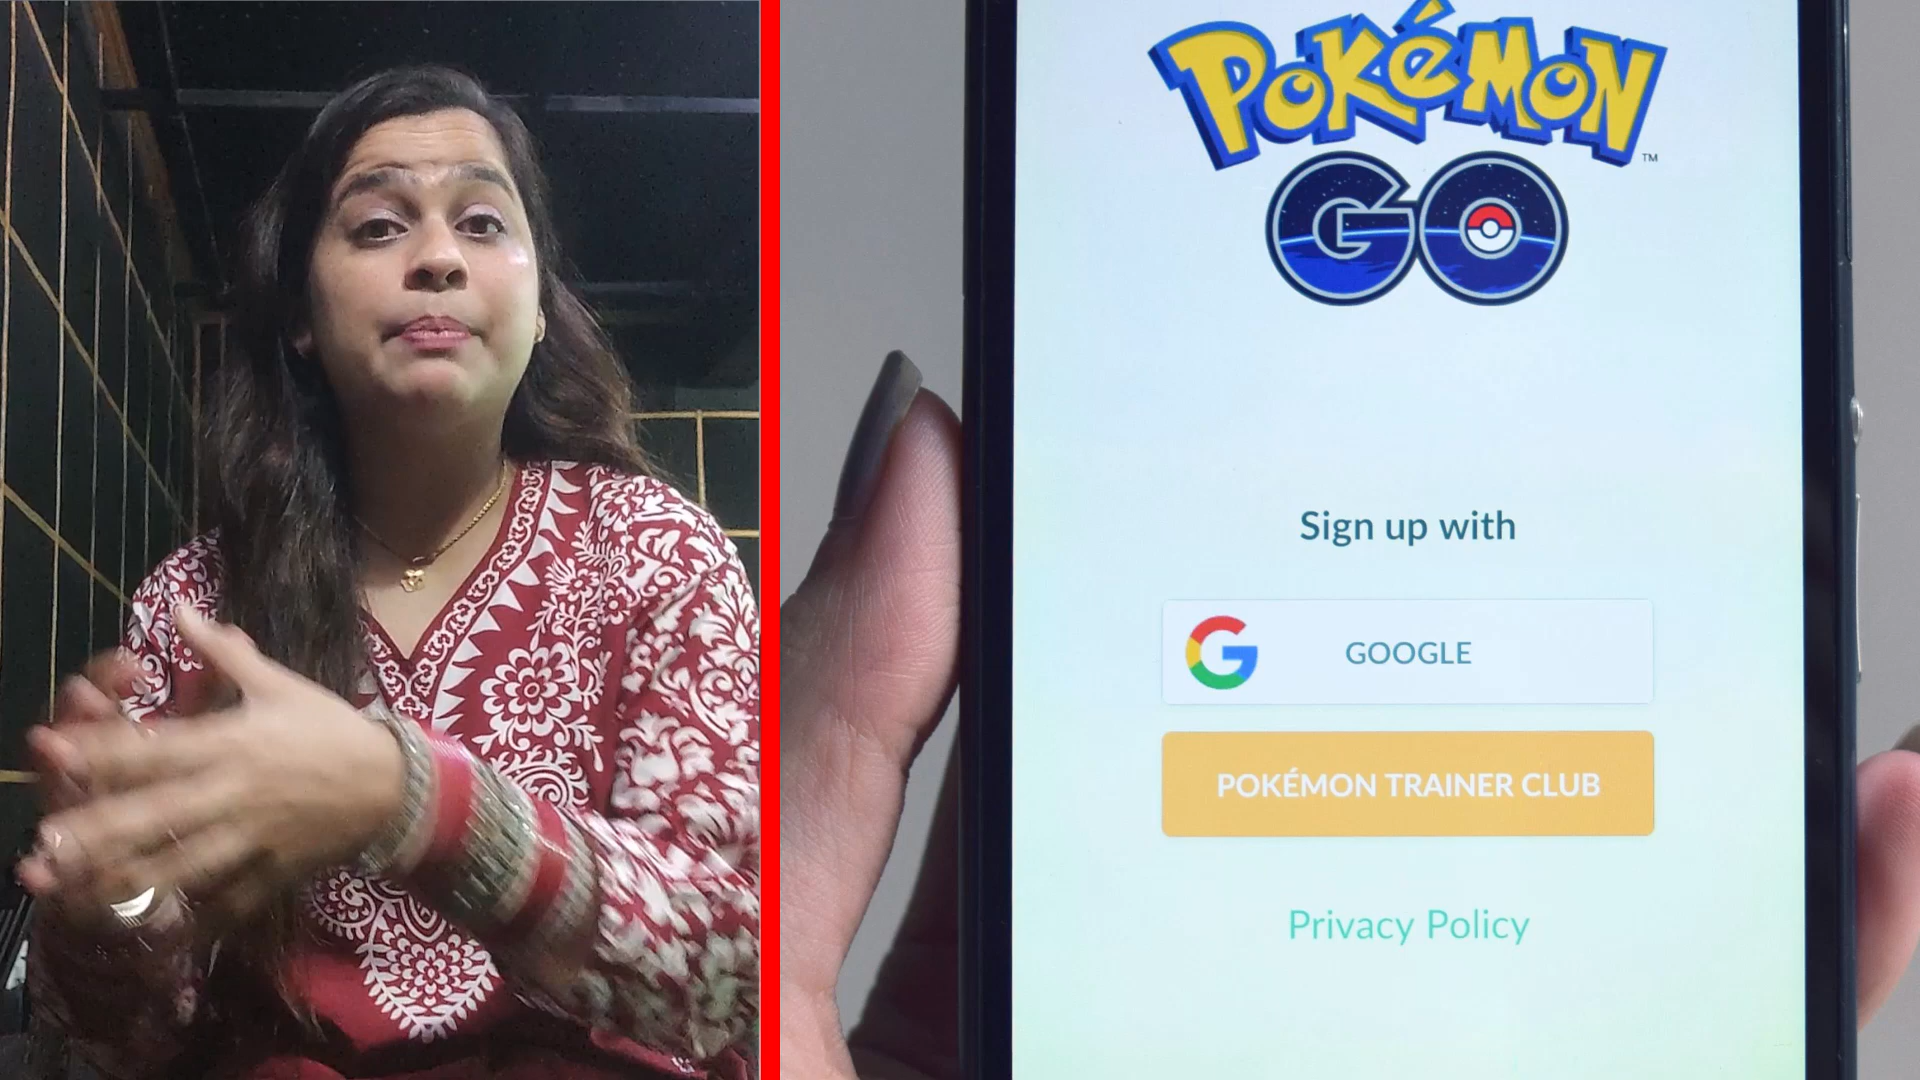 POKéMON
™
GO
Sign up with
G
GOOGLE
POKÉMON TRAINER CLUB
Privacy Policy